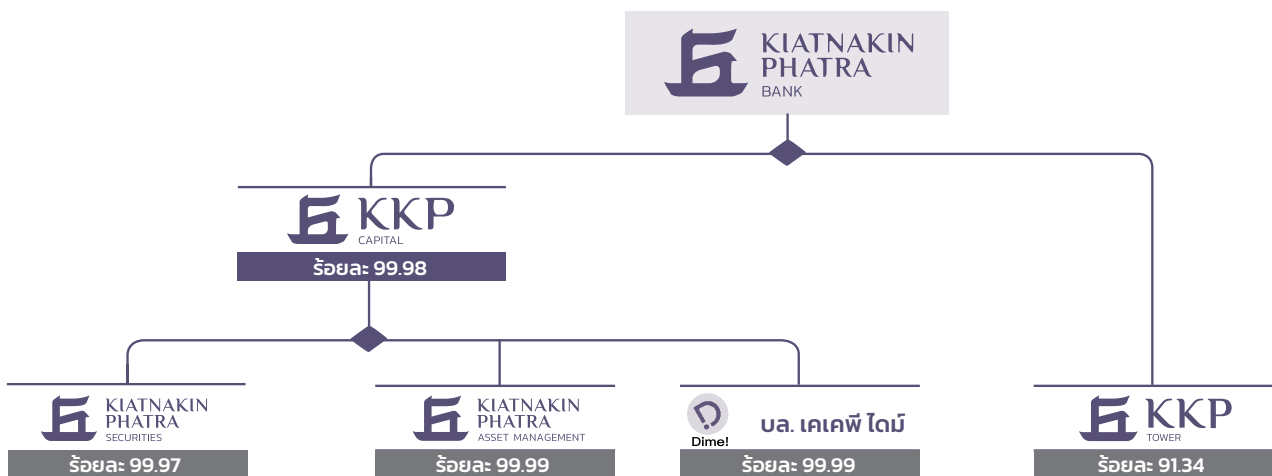 KIATNAKIN
PHATRA
BANK
KKP
CAPITAL
ร้อยละ 99.98
KIATNAKIN
PHATRA
SECURITIES
ร้อยละ 99.97
KIATNAKIN
PHATRA
ASSET MANAGEMENT
ร้อยละ 99.99
Dime!
บล. เคเคพี ไดม์
ร้อยละ 99.99
KKP
TOWER
ร้อยละ 91.34